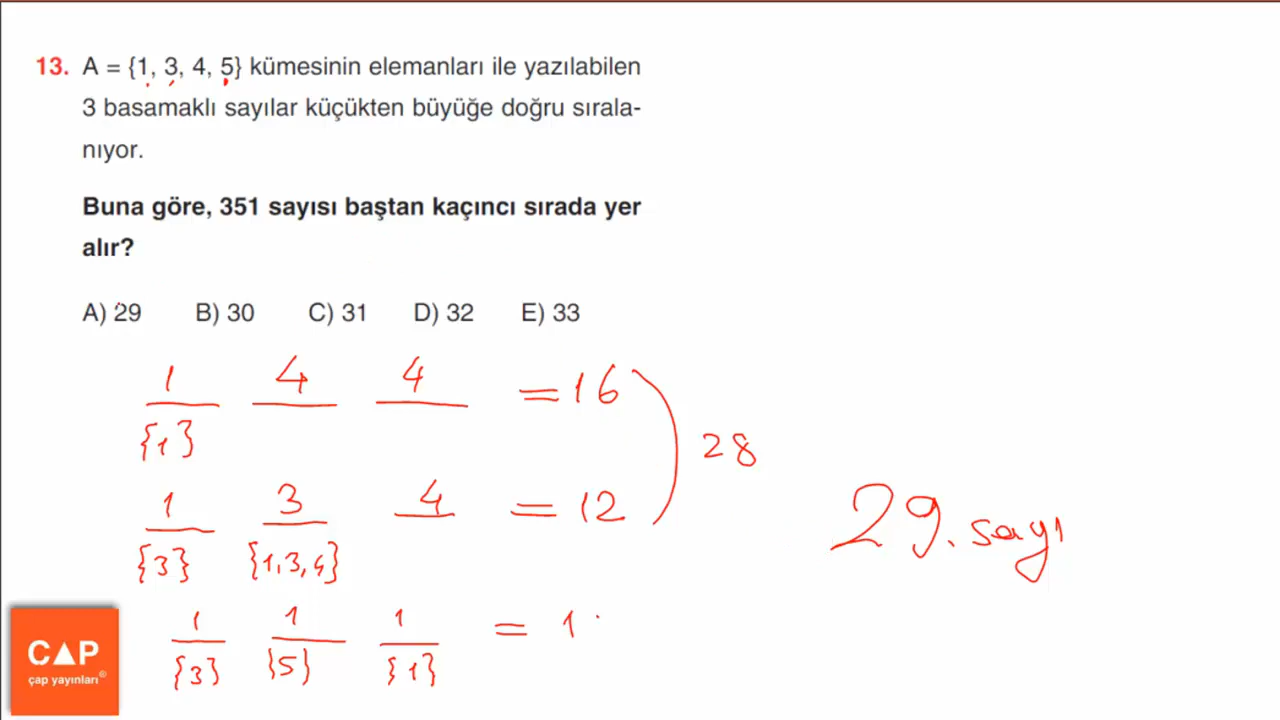 13. A = {1, 3, 4, 5} kümesinin elemanları ile yazılabilen
3 basamaklı sayılar küçükten büyüğe doğru sırala-
nıyor.
Buna göre, 351 sayısı baştan kaçıncı sırada yer
alır?
A) 29 B) 30 C) 31 D) 32 E) 33
1 4 4 = 16
{1}
28
1 3 4 = 12
{3} {1,3,4}
29. sayı
1 1 1 = 1
{3} {5} {1}
ÇAP
çap yayınları®